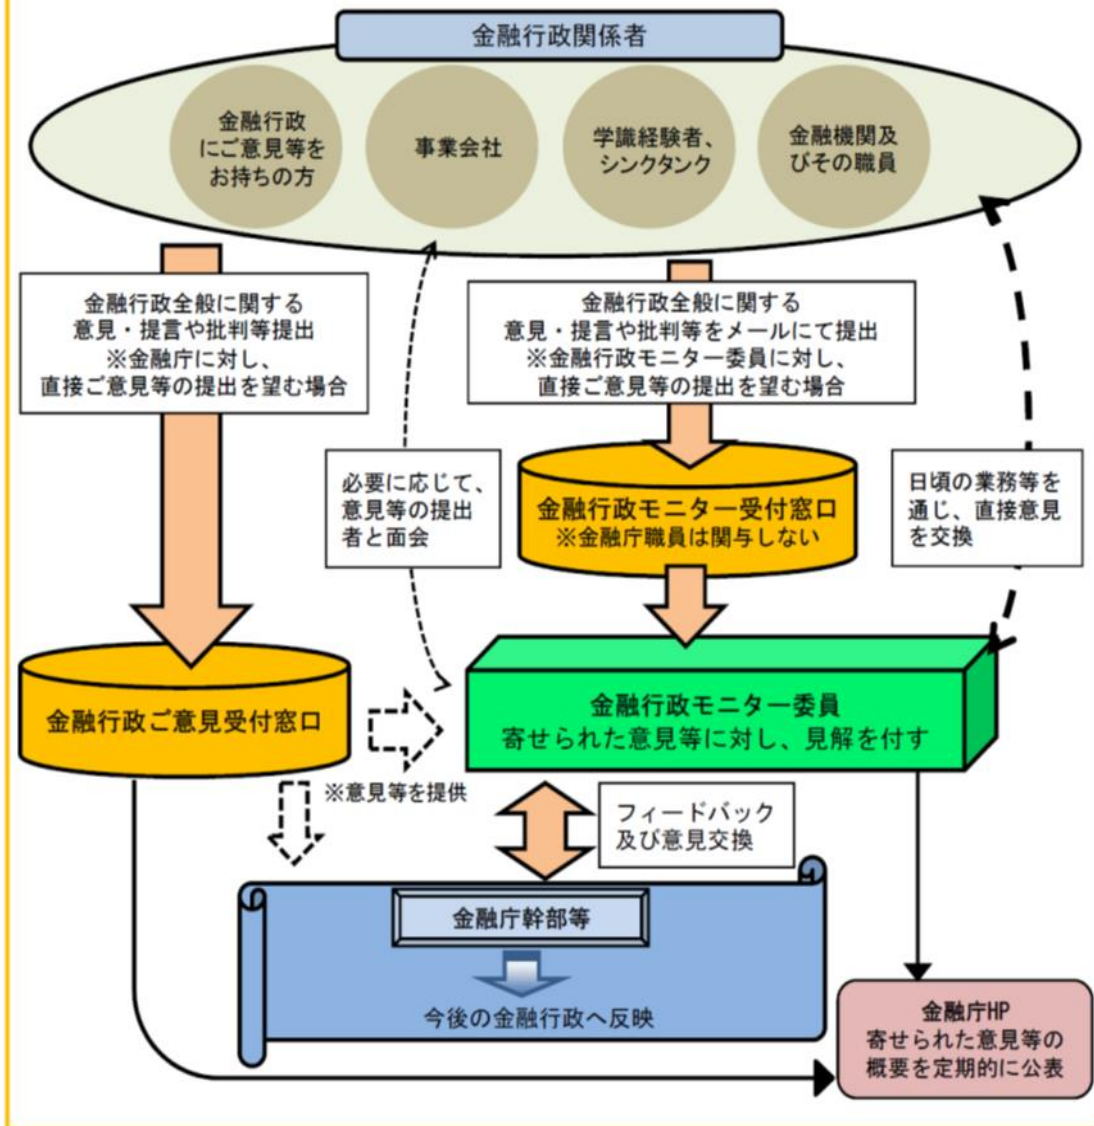 金融行政関係者
金融行政
にご意見等を
お持ちの方
事業会社
学識経験者、
シンクタンク
金融機関及
びその職員
金融行政全般に関する
意見・提言や批判等提出
※金融庁に対し、
直接ご意見等の提出を望む場合
金融行政全般に関する
意見・提言や批判等をメールにて提出
※金融行政モニター委員に対し、
直接ご意見等の提出を望む場合
必要に応じて、
意見等の提出
者と面会
金融行政モニター受付窓口
※金融庁職員は関与しない
日頃の業務等を
通じ、直接意見
を交換
金融行政ご意見受付窓口
金融行政モニター委員
寄せられた意見等に対し、見解を付す
※意見等を提供
フィードバック
及び意見交換
金融庁幹部等
今後の金融行政へ反映
金融庁HP
寄せられた意見等の
概要を定期的に公表